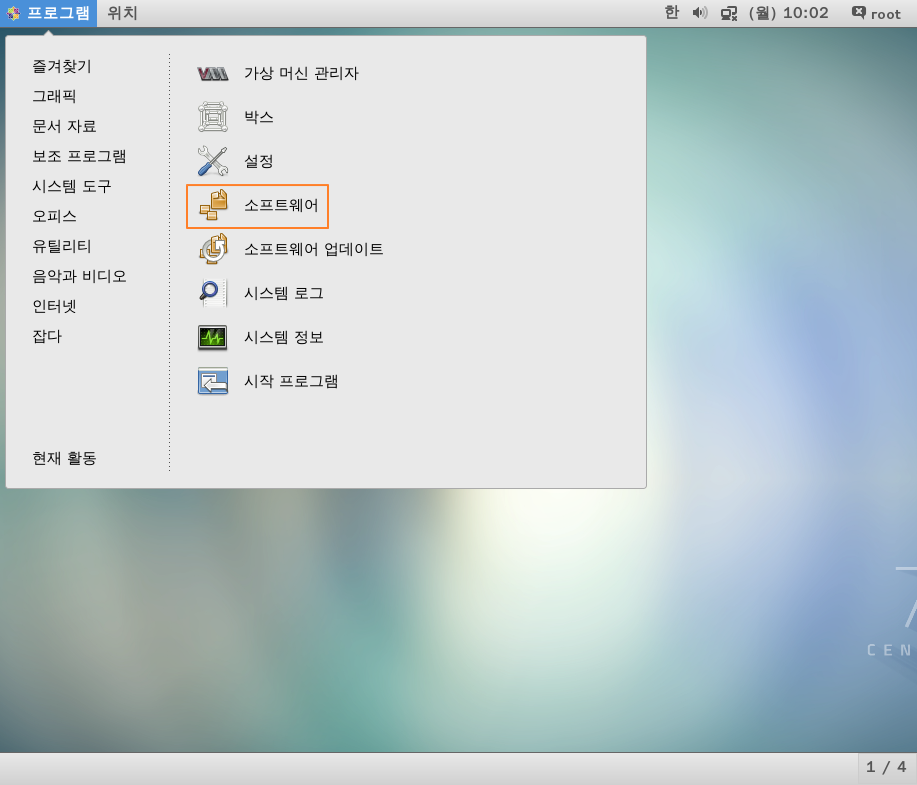 프로그램 위치 한 (월) 10:02 root
즐겨찾기
그래픽
문서 자료
보조 프로그램
시스템 도구
오피스
유틸리티
음악과 비디오
인터넷
잡다
현재 활동
가상 머신 관리자
박스
설정
소프트웨어
소프트웨어 업데이트
시스템 로그
시스템 정보
시작 프로그램
CEN
1 / 4